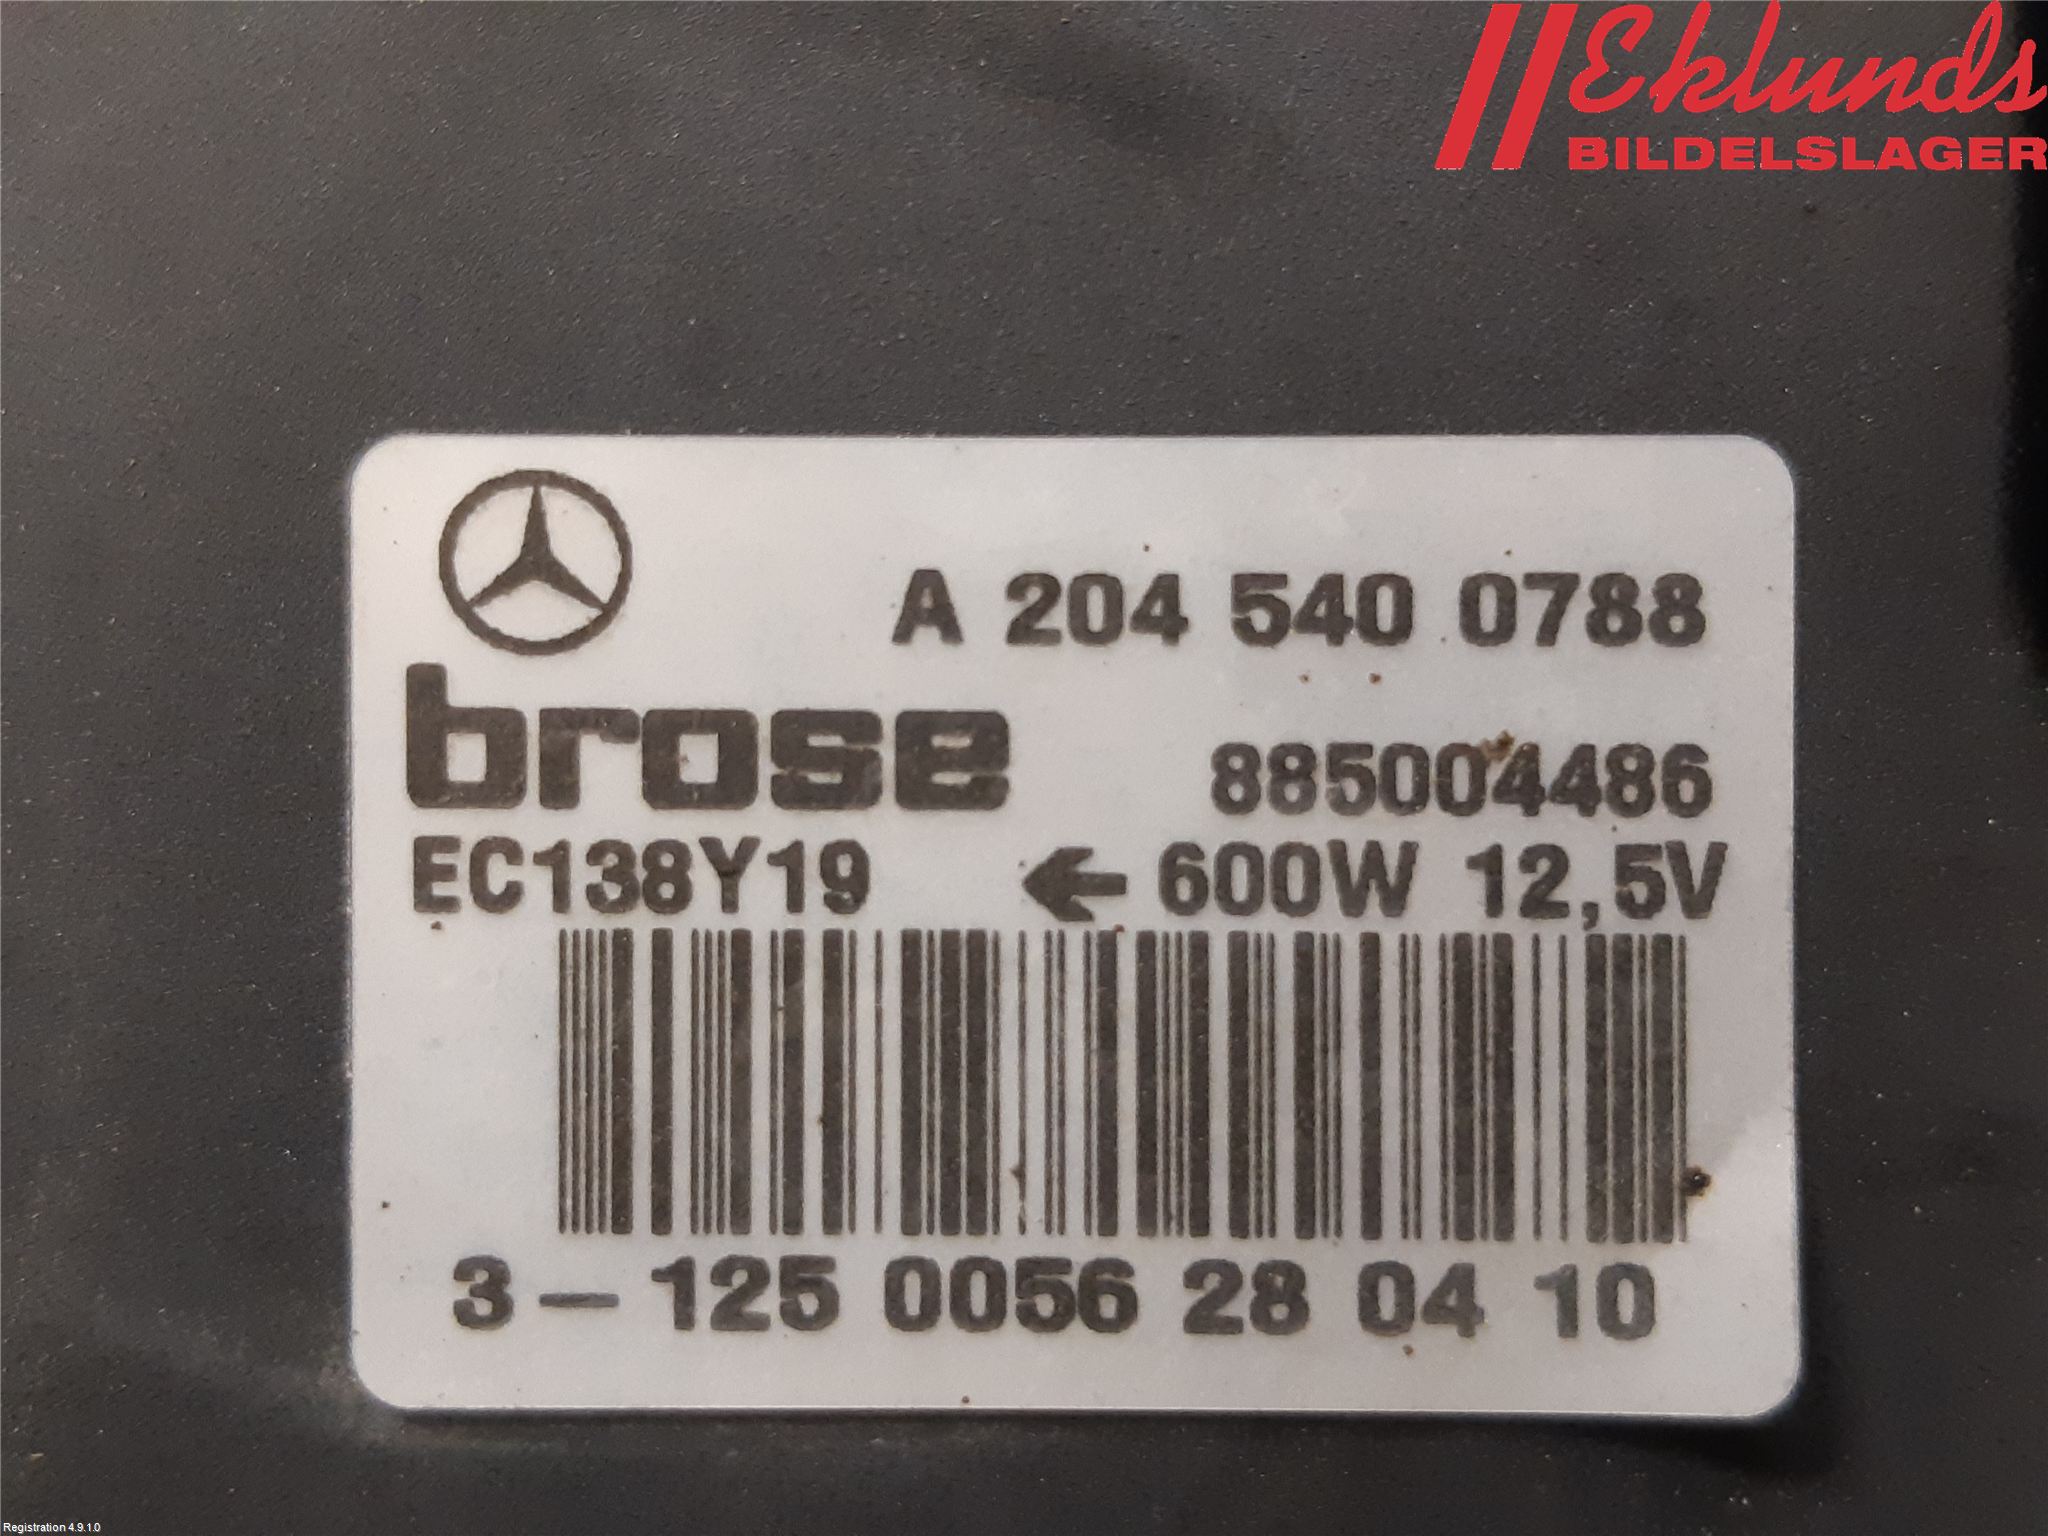 Eklunds
BILDELSLAGER
A 204 540 0788
brose
885004486
EC138Y19 ← 600W 12,5V
3-125 0056 28 04 10
Registration 4.9.1.0